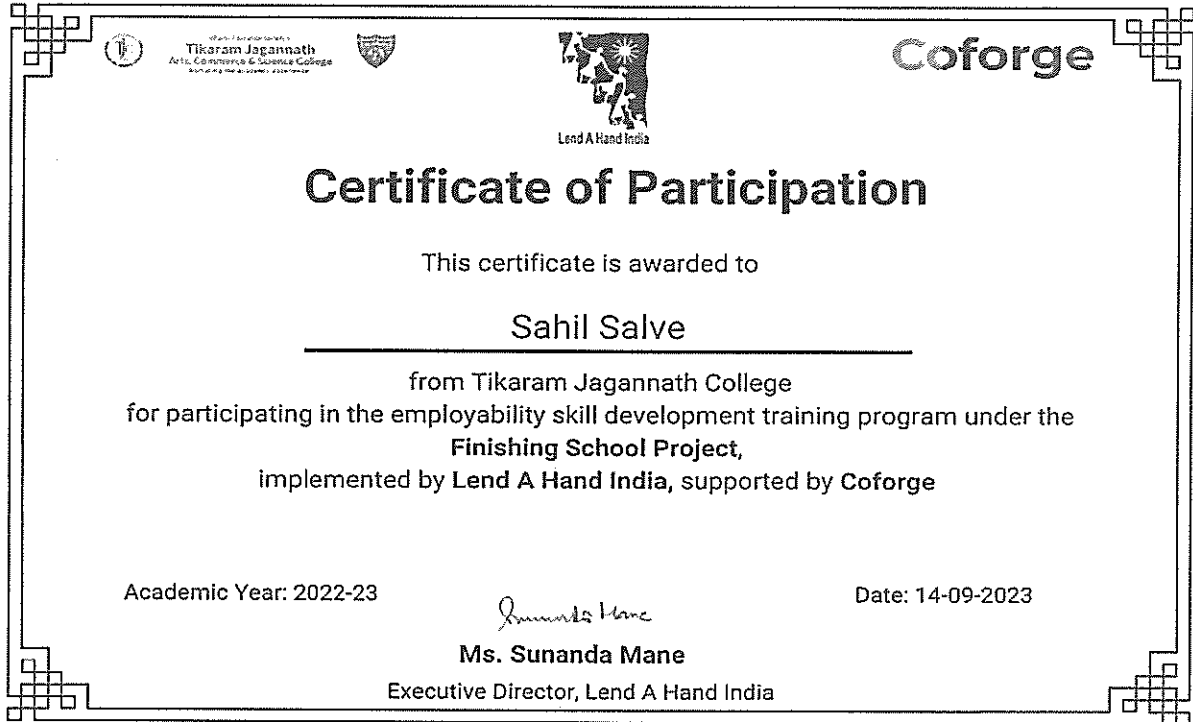 Tikaram Jagannath
Arts, Commerce & Science College
Coforge
Lend A Hand India
Certificate of Participation
This certificate is awarded to
Sahil Salve
from Tikaram Jagannath College
for participating in the employability skill development training program under the
Finishing School Project,
implemented by Lend A Hand India, supported by Coforge
Academic Year: 2022-23
Date: 14-09-2023
Sunanda Mane
Ms. Sunanda Mane
Executive Director, Lend A Hand India